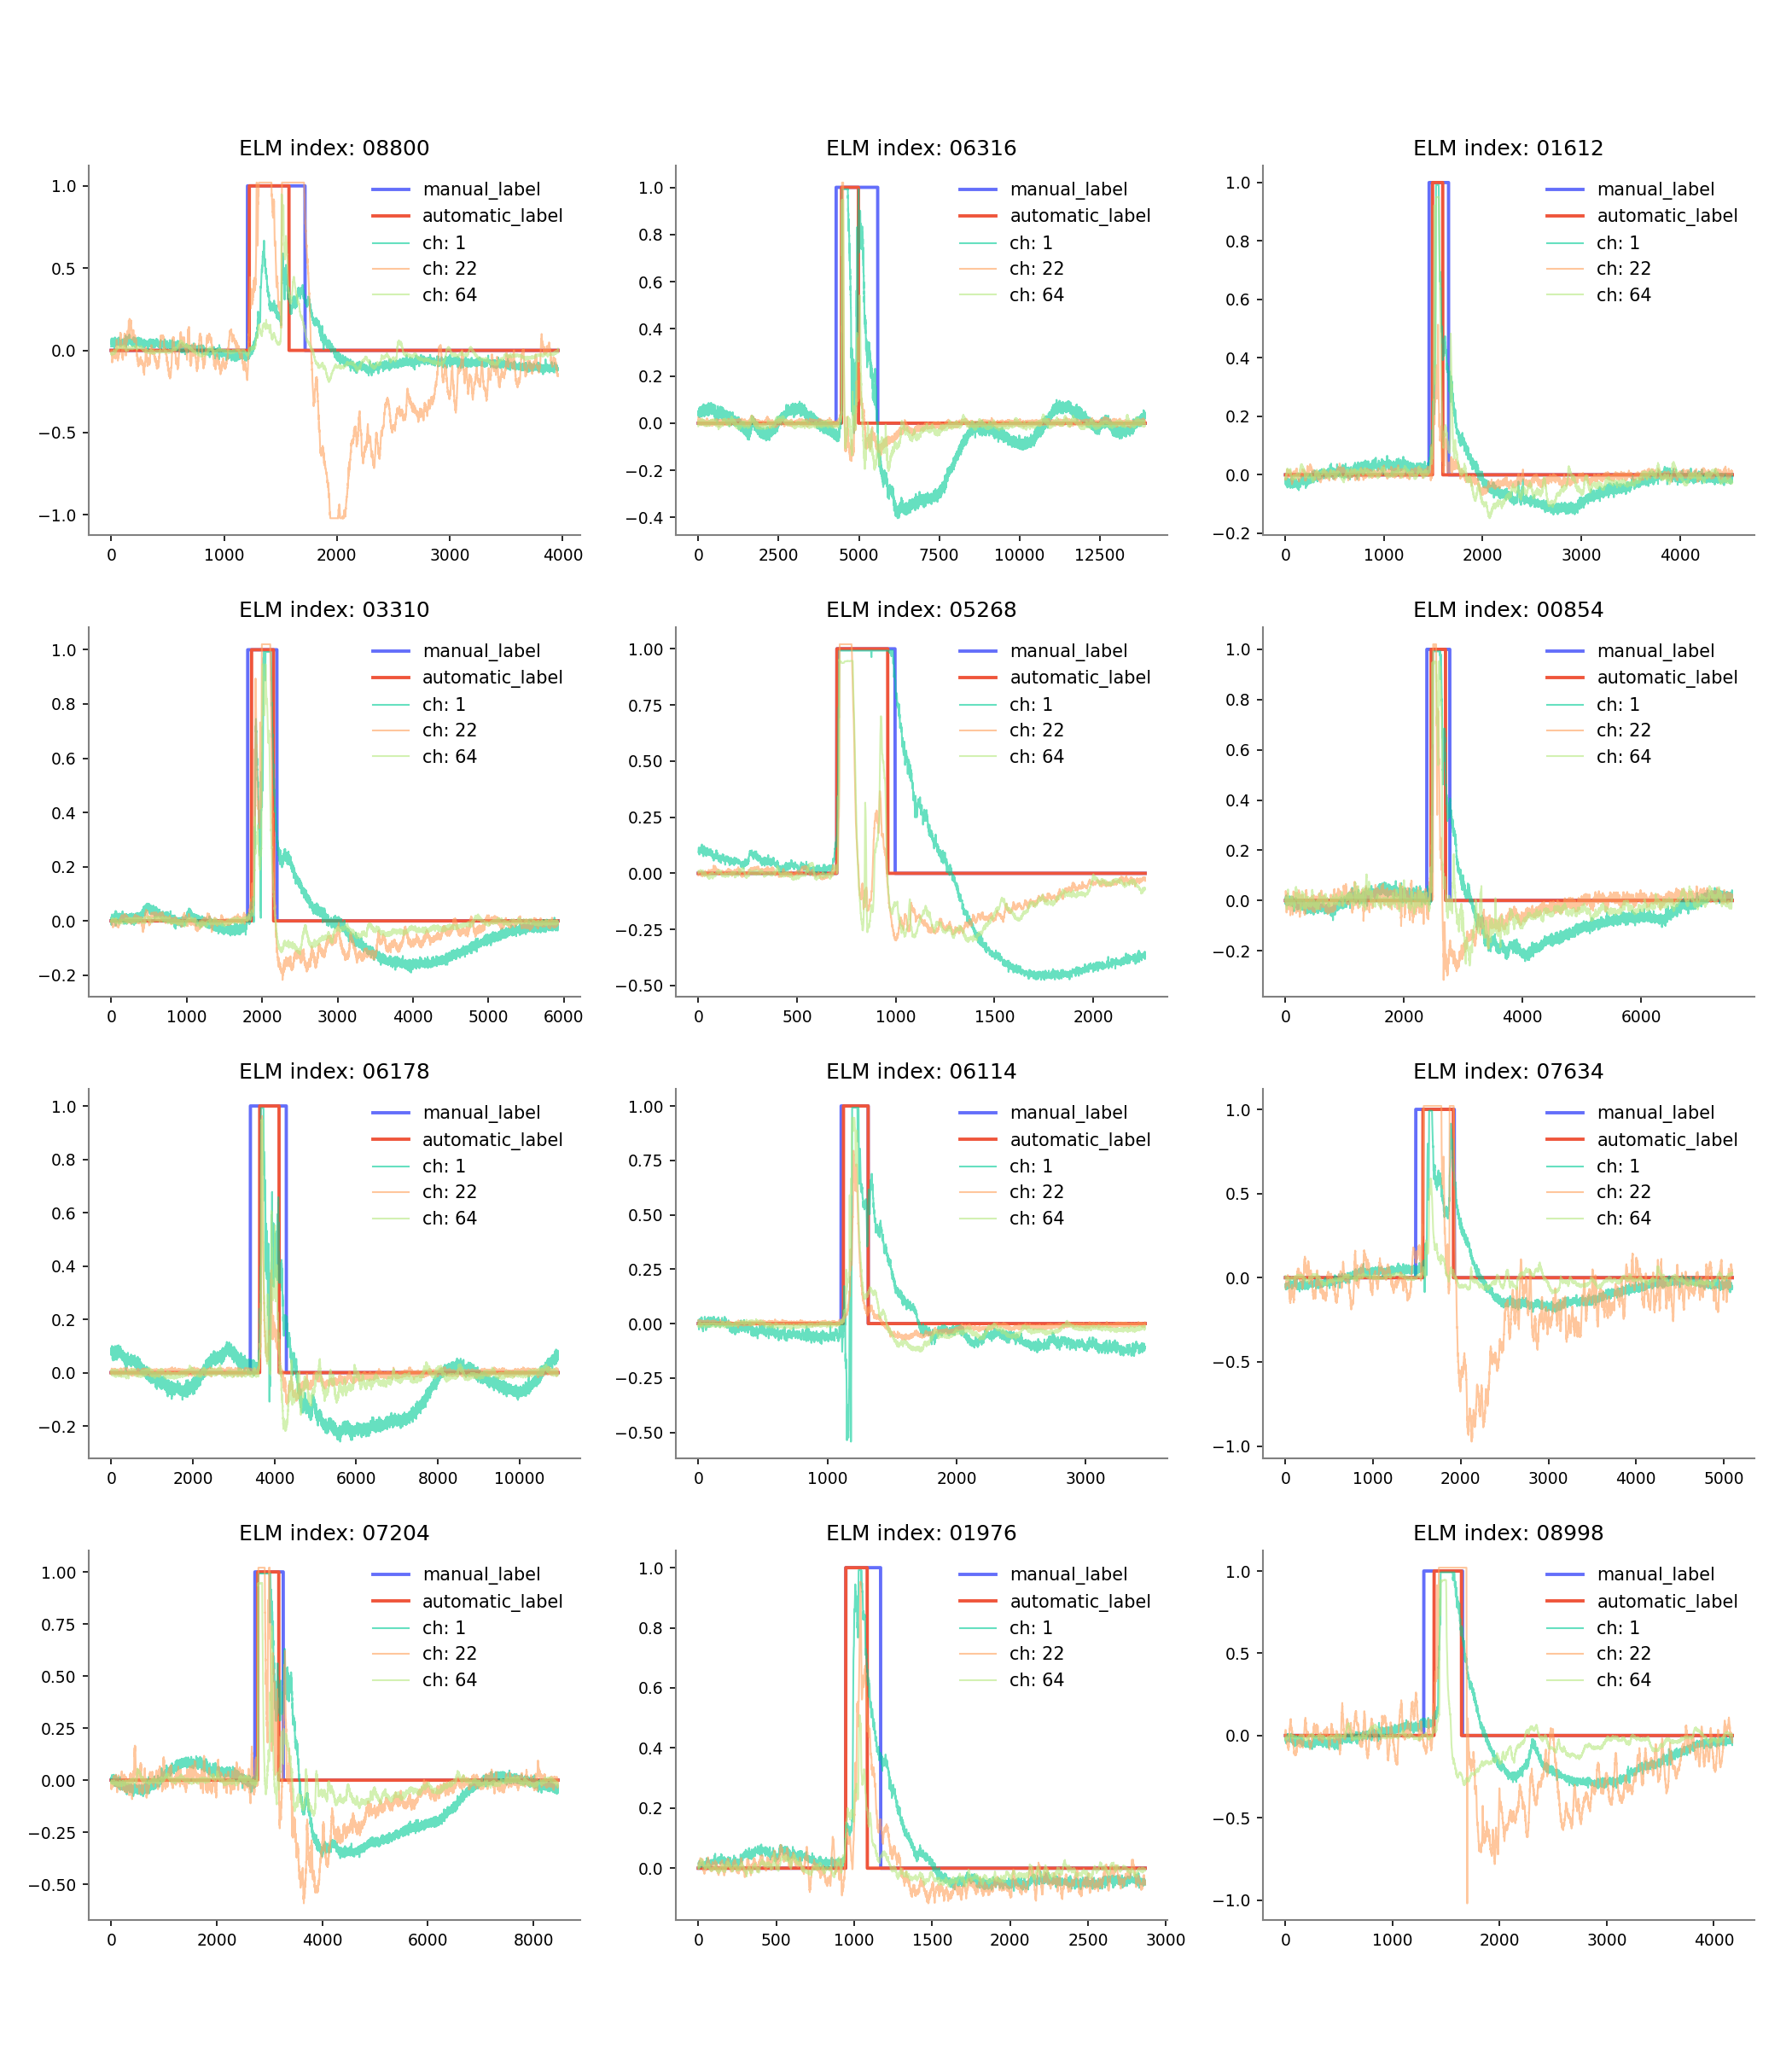 ELM index: 08800
1.0
0.5
0.0
−0.5
−1.0
0 1000 2000 3000 4000
manual_label
automatic_label
ch: 1
ch: 22
ch: 64
ELM index: 06316
1.0
0.8
0.6
0.4
0.2
0.0
−0.2
−0.4
0 2500 5000 7500 10000 12500
manual_label
automatic_label
ch: 1
ch: 22
ch: 64
ELM index: 01612
1.0
0.8
0.6
0.4
0.2
0.0
−0.2
0 1000 2000 3000 4000
manual_label
automatic_label
ch: 1
ch: 22
ch: 64
ELM index: 03310
1.0
0.8
0.6
0.4
0.2
0.0
−0.2
0 1000 2000 3000 4000 5000 6000
manual_label
automatic_label
ch: 1
ch: 22
ch: 64
ELM index: 05268
1.00
0.75
0.50
0.25
0.00
−0.25
−0.50
0 500 1000 1500 2000
manual_label
automatic_label
ch: 1
ch: 22
ch: 64
ELM index: 00854
1.0
0.8
0.6
0.4
0.2
0.0
−0.2
0 2000 4000 6000
manual_label
automatic_label
ch: 1
ch: 22
ch: 64
ELM index: 06178
1.0
0.8
0.6
0.4
0.2
0.0
−0.2
0 2000 4000 6000 8000 10000
manual_label
automatic_label
ch: 1
ch: 22
ch: 64
ELM index: 06114
1.00
0.75
0.50
0.25
0.00
−0.25
−0.50
0 1000 2000 3000
manual_label
automatic_label
ch: 1
ch: 22
ch: 64
ELM index: 07634
1.0
0.5
0.0
−0.5
−1.0
0 1000 2000 3000 4000 5000
manual_label
automatic_label
ch: 1
ch: 22
ch: 64
ELM index: 07204
1.00
0.75
0.50
0.25
0.00
−0.25
−0.50
0 2000 4000 6000 8000
manual_label
automatic_label
ch: 1
ch: 22
ch: 64
ELM index: 01976
1.0
0.8
0.6
0.4
0.2
0.0
0 500 1000 1500 2000 2500 3000
manual_label
automatic_label
ch: 1
ch: 22
ch: 64
ELM index: 08998
1.0
0.5
0.0
−0.5
−1.0
0 1000 2000 3000 4000
manual_label
automatic_label
ch: 1
ch: 22
ch: 64